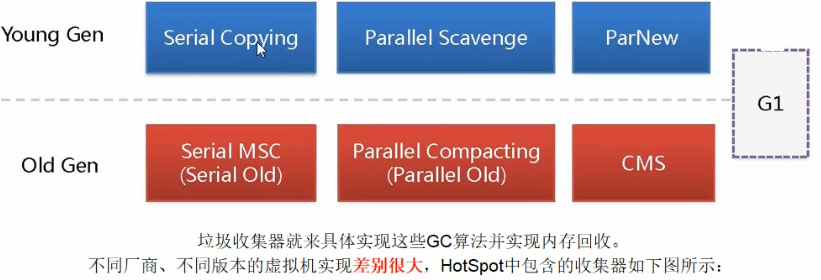 Young Gen
Serial Copying
Parallel Scavenge
ParNew
G1
Old Gen
Serial MSC
(Serial Old)
Parallel Compacting
(Parallel Old)
CMS
垃圾收集器就来具体实现这些GC算法并实现内存回收。
不同厂商、不同版本的虚拟机实现差别很大，HotSpot中包含的收集器如下图所示：